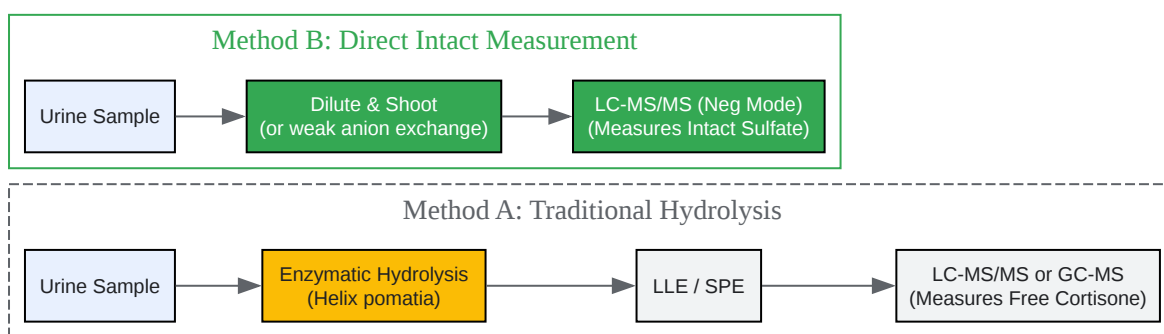 Method B: Direct Intact Measurement
Urine Sample
Dilute & Shoot
(or weak anion exchange)
LC-MS/MS (Neg Mode)
(Measures Intact Sulfate)
Method A: Traditional Hydrolysis
Urine Sample
Enzymatic Hydrolysis
(Helix pomatia)
LLE / SPE
LC-MS/MS or GC-MS
(Measures Free Cortisone)